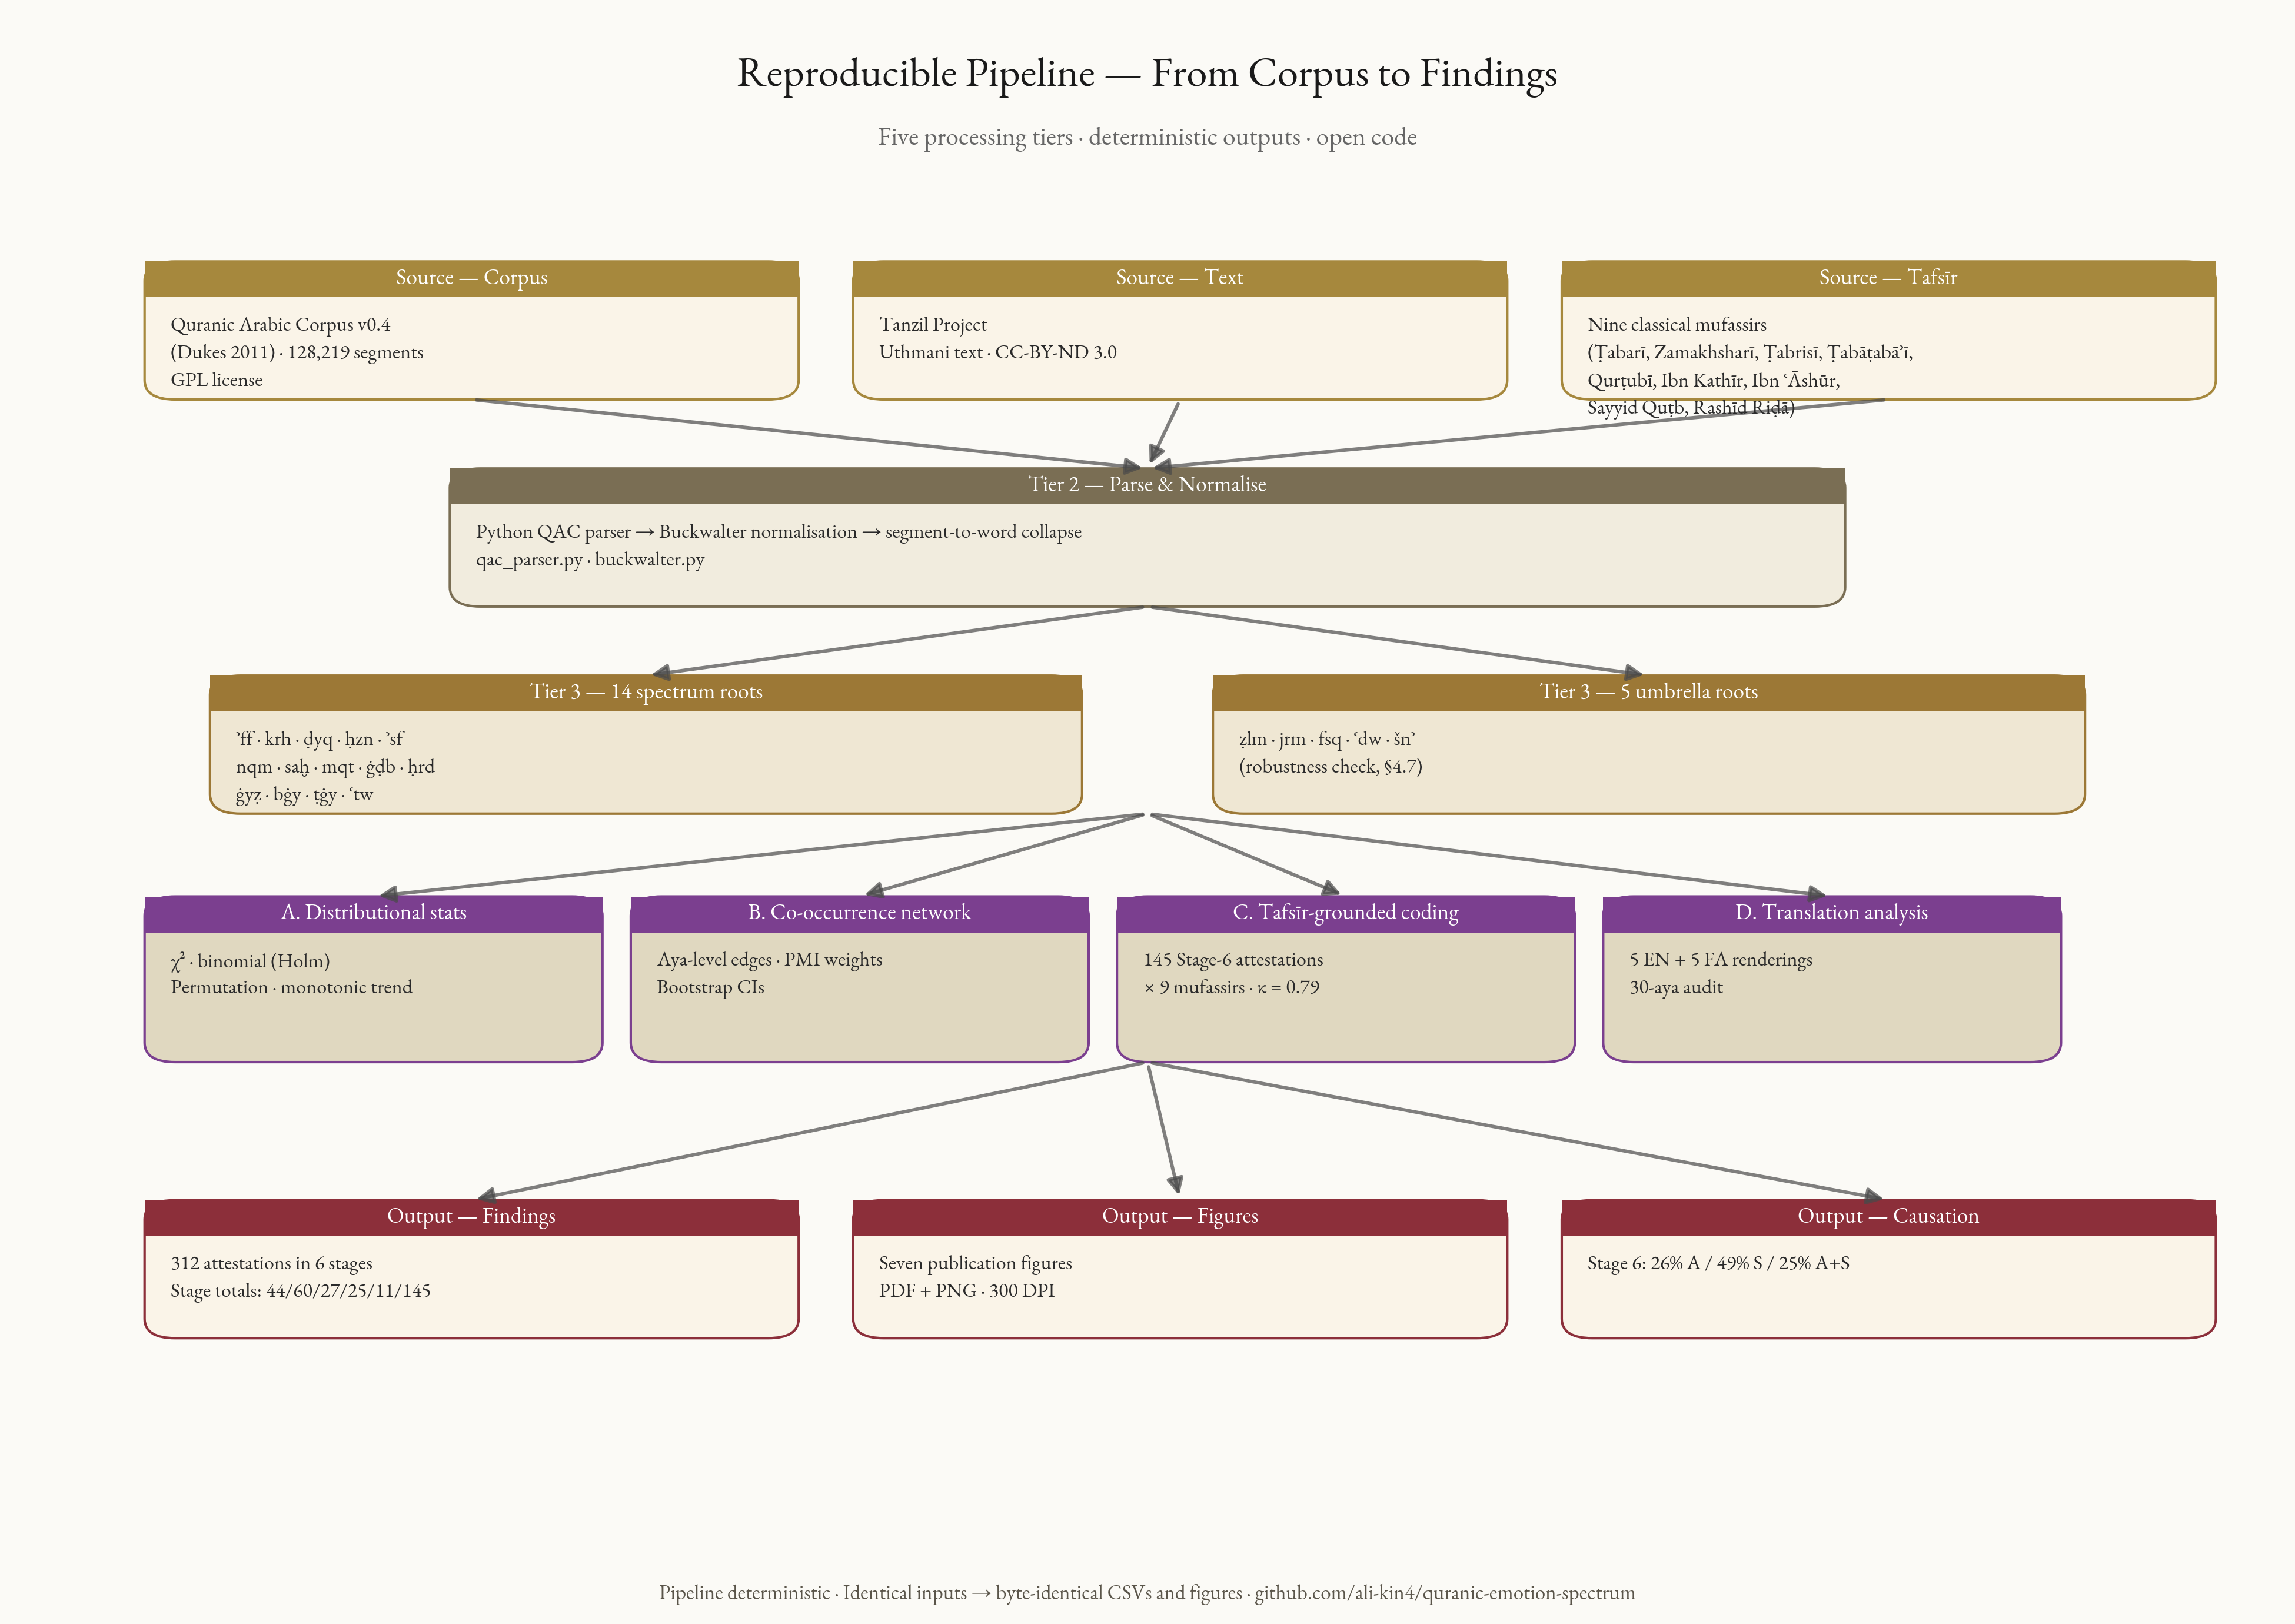 Reproducible Pipeline — From Corpus to Findings
Five processing tiers · deterministic outputs · open code
Source — Corpus
Quranic Arabic Corpus v0.4
(Dukes 2011) · 128,219 segments
GPL license
Source — Text
Tanzil Project
Uthmani text · CC-BY-ND 3.0
Source — Tafsīr
Nine classical mufassirs
(Ṭabarī, Zamakhsharī, Ṭabrisī, Ṭabāṭabāʾī,
Qurṭubī, Ibn Kathīr, Ibn ʿĀshūr,
Sayyid Quṭb, Rashīd Riḍā)
Tier 2 — Parse & Normalise
Python QAC parser → Buckwalter normalisation → segment-to-word collapse
qac_parser.py · buckwalter.py
Tier 3 — 14 spectrum roots
ʾff · krh · ḍyq · ḥzn · ʾsf
nqm · saḫ · mqt · ġḍb · ḥrd
ġyẓ · bġy · ṭġy · ʿtw
Tier 3 — 5 umbrella roots
ẓlm · jrm · fsq · ʿdw · šnʾ
(robustness check, §4.7)
A. Distributional stats
χ² · binomial (Holm)
Permutation · monotonic trend
B. Co-occurrence network
Aya-level edges · PMI weights
Bootstrap CIs
C. Tafsīr-grounded coding
145 Stage-6 attestations
× 9 mufassirs · κ = 0.79
D. Translation analysis
5 EN + 5 FA renderings
30-aya audit
Output — Findings
312 attestations in 6 stages
Stage totals: 44/60/27/25/11/145
Output — Figures
Seven publication figures
PDF + PNG · 300 DPI
Output — Causation
Stage 6: 26% A / 49% S / 25% A+S
Pipeline deterministic · Identical inputs → byte-identical CSVs and figures · github.com/ali-kin4/quranic-emotion-spectrum